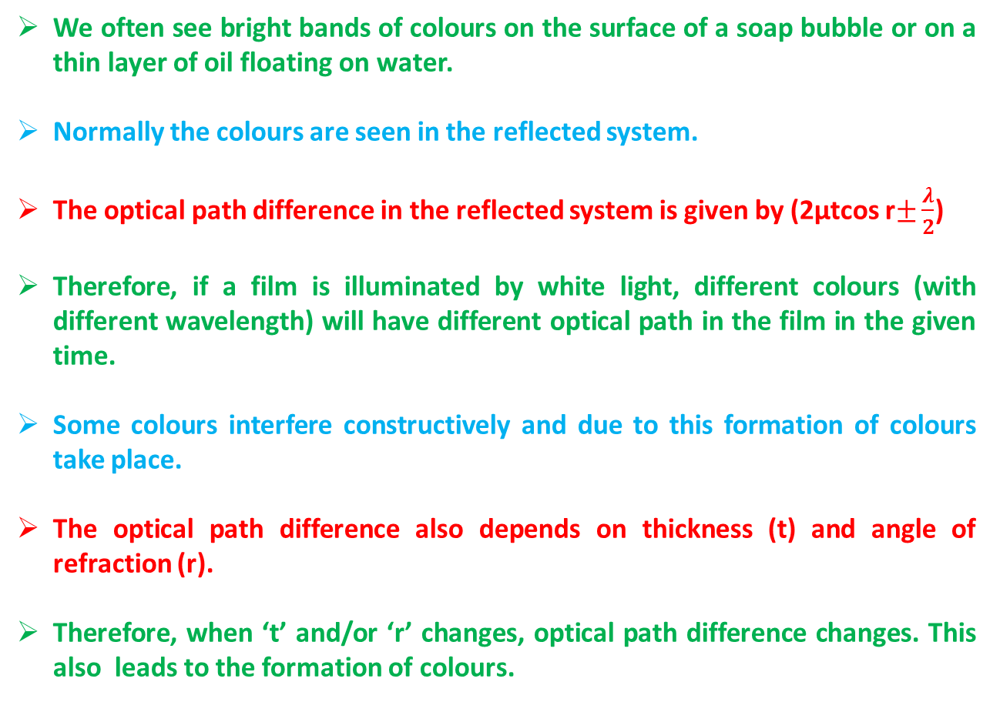 ➢ We often see bright bands of colours on the surface of a soap bubble or on a
thin layer of oil floating on water.
➢ Normally the colours are seen in the reflected system.
➢ The optical path difference in the reflected system is given by (2μtcos r± λ/2)
➢ Therefore, if a film is illuminated by white light, different colours (with
different wavelength) will have different optical path in the film in the given
time.
➢ Some colours interfere constructively and due to this formation of colours
take place.
➢ The optical path difference also depends on thickness (t) and angle of
refraction (r).
➢ Therefore, when ‘t’ and/or ‘r’ changes, optical path difference changes. This
also leads to the formation of colours.